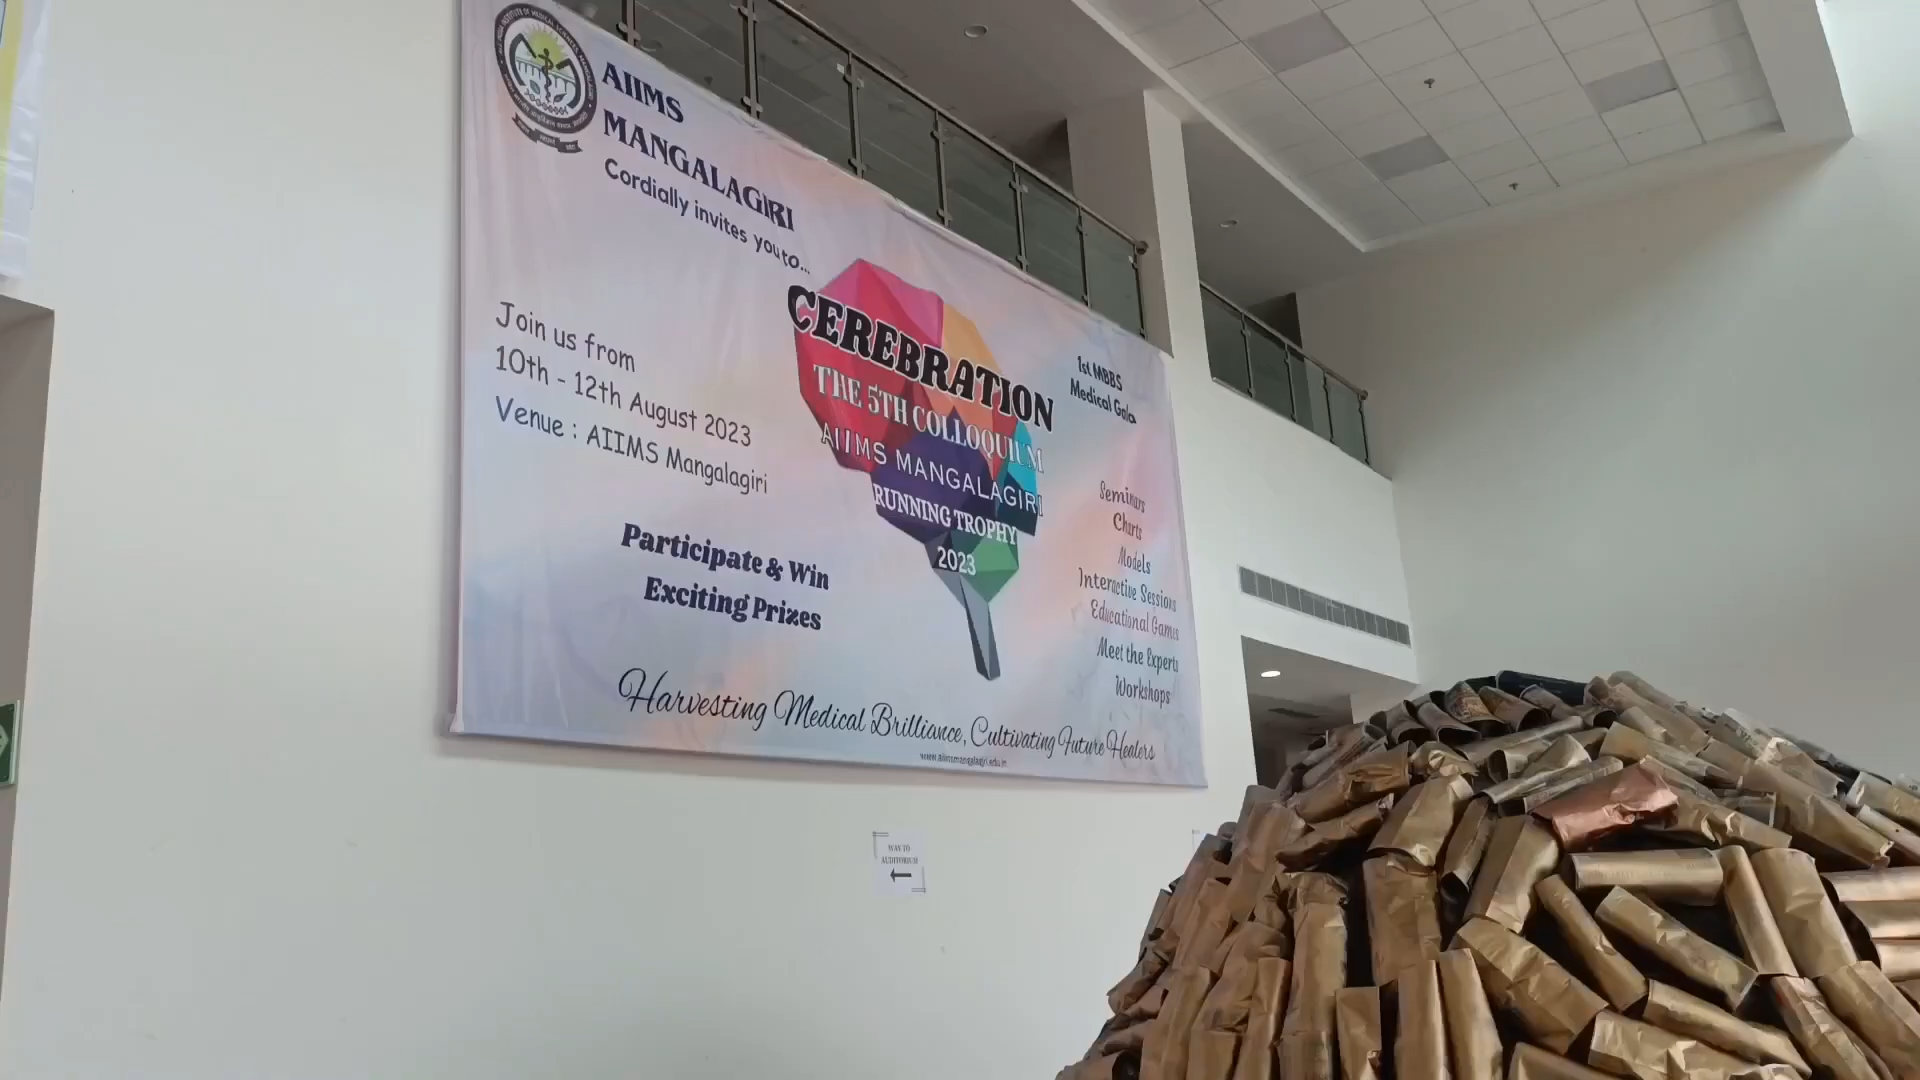 AIIMS
MANGALAGIRI
Cordially invites you to...
Join us from
10th - 12th August 2023
Venue : AIIMS Mangalagiri
Participate & Win
Exciting Prizes
CEREBRATION
THE 5TH COLLOQUIUM
AIIMS MANGALAGIRI
RUNNING TROPHY
2023
1st MBBS
Medical Gala
Seminars
Charts
Models
Interactive Sessions
Educational Games
Meet the Experts
Workshops
Harvesting Medical Brilliance, Cultivating Future Healers
www.aiimsmangalagiri.edu.in
WAY TO
AUDITORIUM